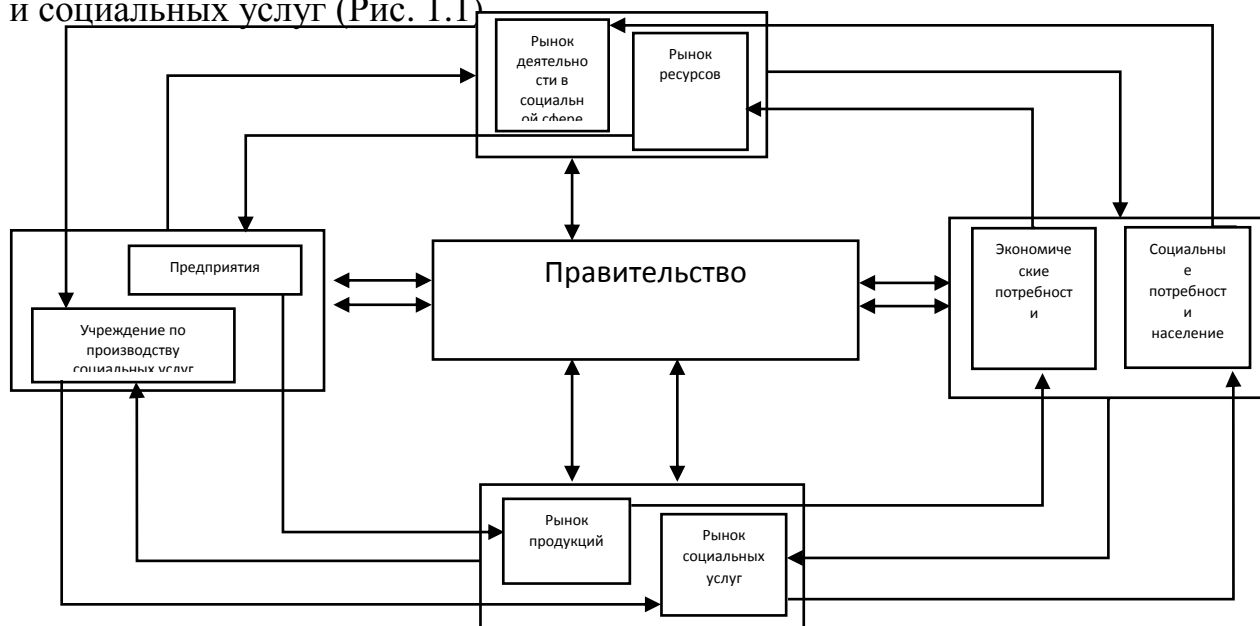 и социальных услуг (Рис. 1.1)
Рынок
деятельно
сти в
социальн
ой сфере
Рынок
ресурсов
Предприятия
Учреждение по
производству
социальных услуг
Правительство
Экономиче
ские
потребност
и
Социальны
е
потребност
и
население
Рынок
продукций
Рынок
социальных
услуг